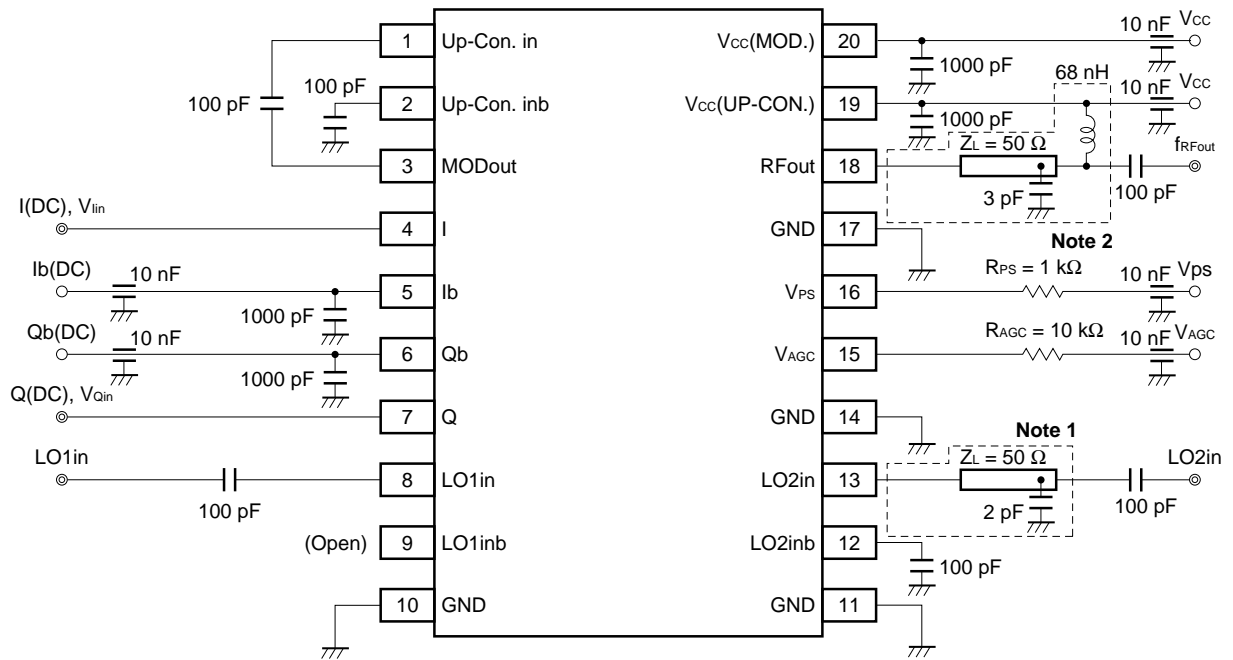 1 Up-Con. in
100 pF
2 Up-Con. inb
100 pF
3 MODout
I(DC), VIin
4 I
Ib(DC)
10 nF
5 Ib
1000 pF
Qb(DC)
10 nF
6 Qb
1000 pF
Q(DC), VQin
7 Q
LO1in
8 LO1in
100 pF
(Open) 9 LO1inb
10 GND
VCC(MOD.) 20
10 nF VCC
1000 pF
68 nH
VCC(UP-CON.) 19
10 nF VCC
1000 pF
ZL = 50 Ω
fRFout
RFout 18
3 pF
100 pF
GND 17
Note 2
RPS = 1 kΩ
10 nF Vps
VPS 16
RAGC = 10 kΩ
10 nF VAGC
VAGC 15
GND 14
Note 1
ZL = 50 Ω
LO2in
LO2in 13
2 pF
100 pF
LO2inb 12
100 pF
GND 11